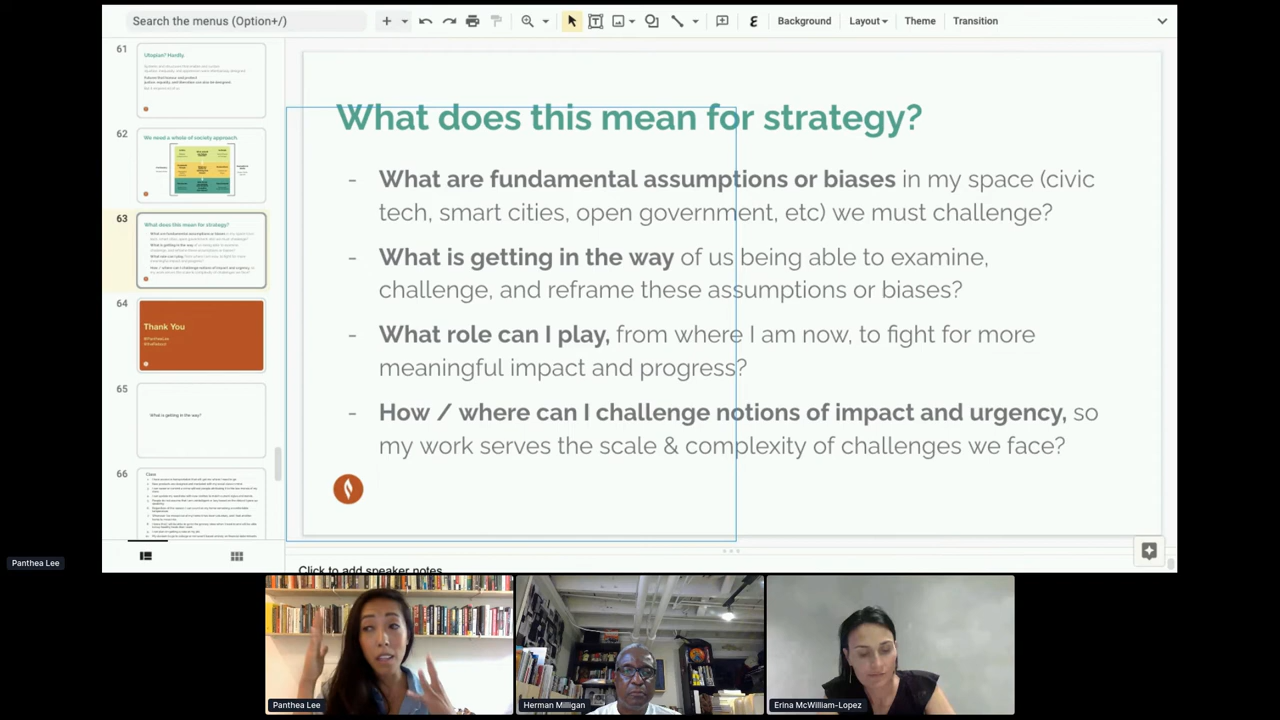 Search the menus (Option+/)
Background
Layout
Theme
Transition
61
Utopian? Hardly.
62
We need a whole of society approach
63
What does this mean for strategy?
64
Thank You
65
What is getting in the way?
66
What does this mean for strategy?
- What are fundamental assumptions or biases in my space (civic
tech, smart cities, open government, etc) we must challenge?
- What is getting in the way of us being able to examine,
challenge, and reframe these assumptions or biases?
- What role can I play, from where I am now, to fight for more
meaningful impact and progress?
- How / where can I challenge notions of impact and urgency, so
my work serves the scale & complexity of challenges we face?
Click to add speaker notes
Panthea Lee
Panthea Lee
Herman Milligan
Erina McWilliam-Lopez